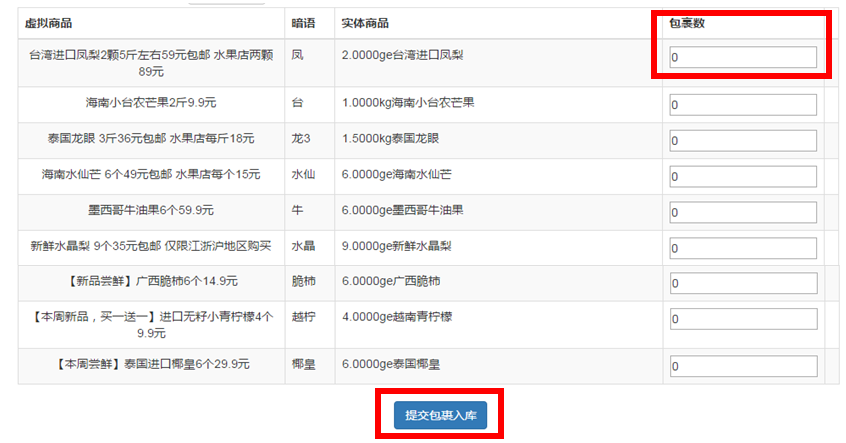 虚拟商品 暗语 实体商品 包裹数
台湾进口凤梨2颗5斤左右59元包邮 水果店两颗 凤 2.0000ge台湾进口凤梨 0
89元
海南小台农芒果2斤9.9元 台 1.0000kg海南小台农芒果 0
泰国龙眼 3斤36元包邮 水果店每斤18元 龙3 1.5000kg泰国龙眼 0
海南水仙芒 6个49元包邮 水果店每个15元 水仙 6.0000ge海南水仙芒 0
墨西哥牛油果6个59.9元 牛 6.0000ge墨西哥牛油果 0
新鲜水晶梨 9个35元包邮 仅限江浙沪地区购买 水晶 9.0000ge新鲜水晶梨 0
【新品尝鲜】广西脆柿6个14.9元 脆柿 6.0000ge广西脆柿 0
【本周新品，买一送一】进口无籽小青柠檬4个 越柠 4.0000ge越南青柠檬 0
9.9元
【本周尝鲜】泰国进口椰皇6个29.9元 椰皇 6.0000ge泰国椰皇 0
提交包裹入库